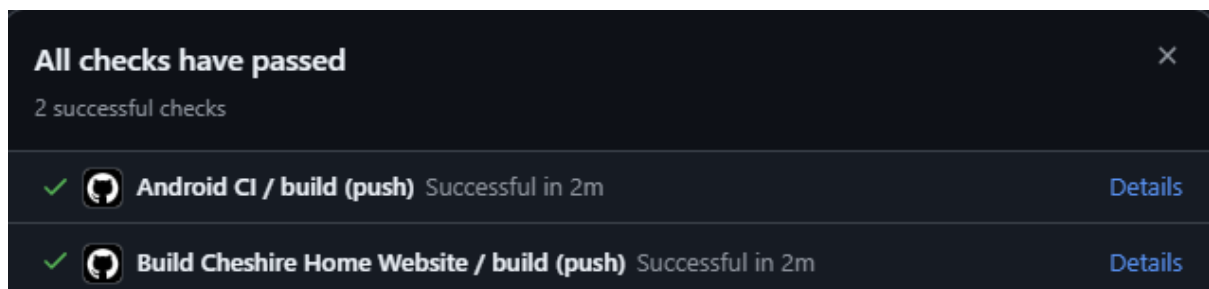 All checks have passed
2 successful checks
Android CI / build (push) Successful in 2m Details
Build Cheshire Home Website / build (push) Successful in 2m Details